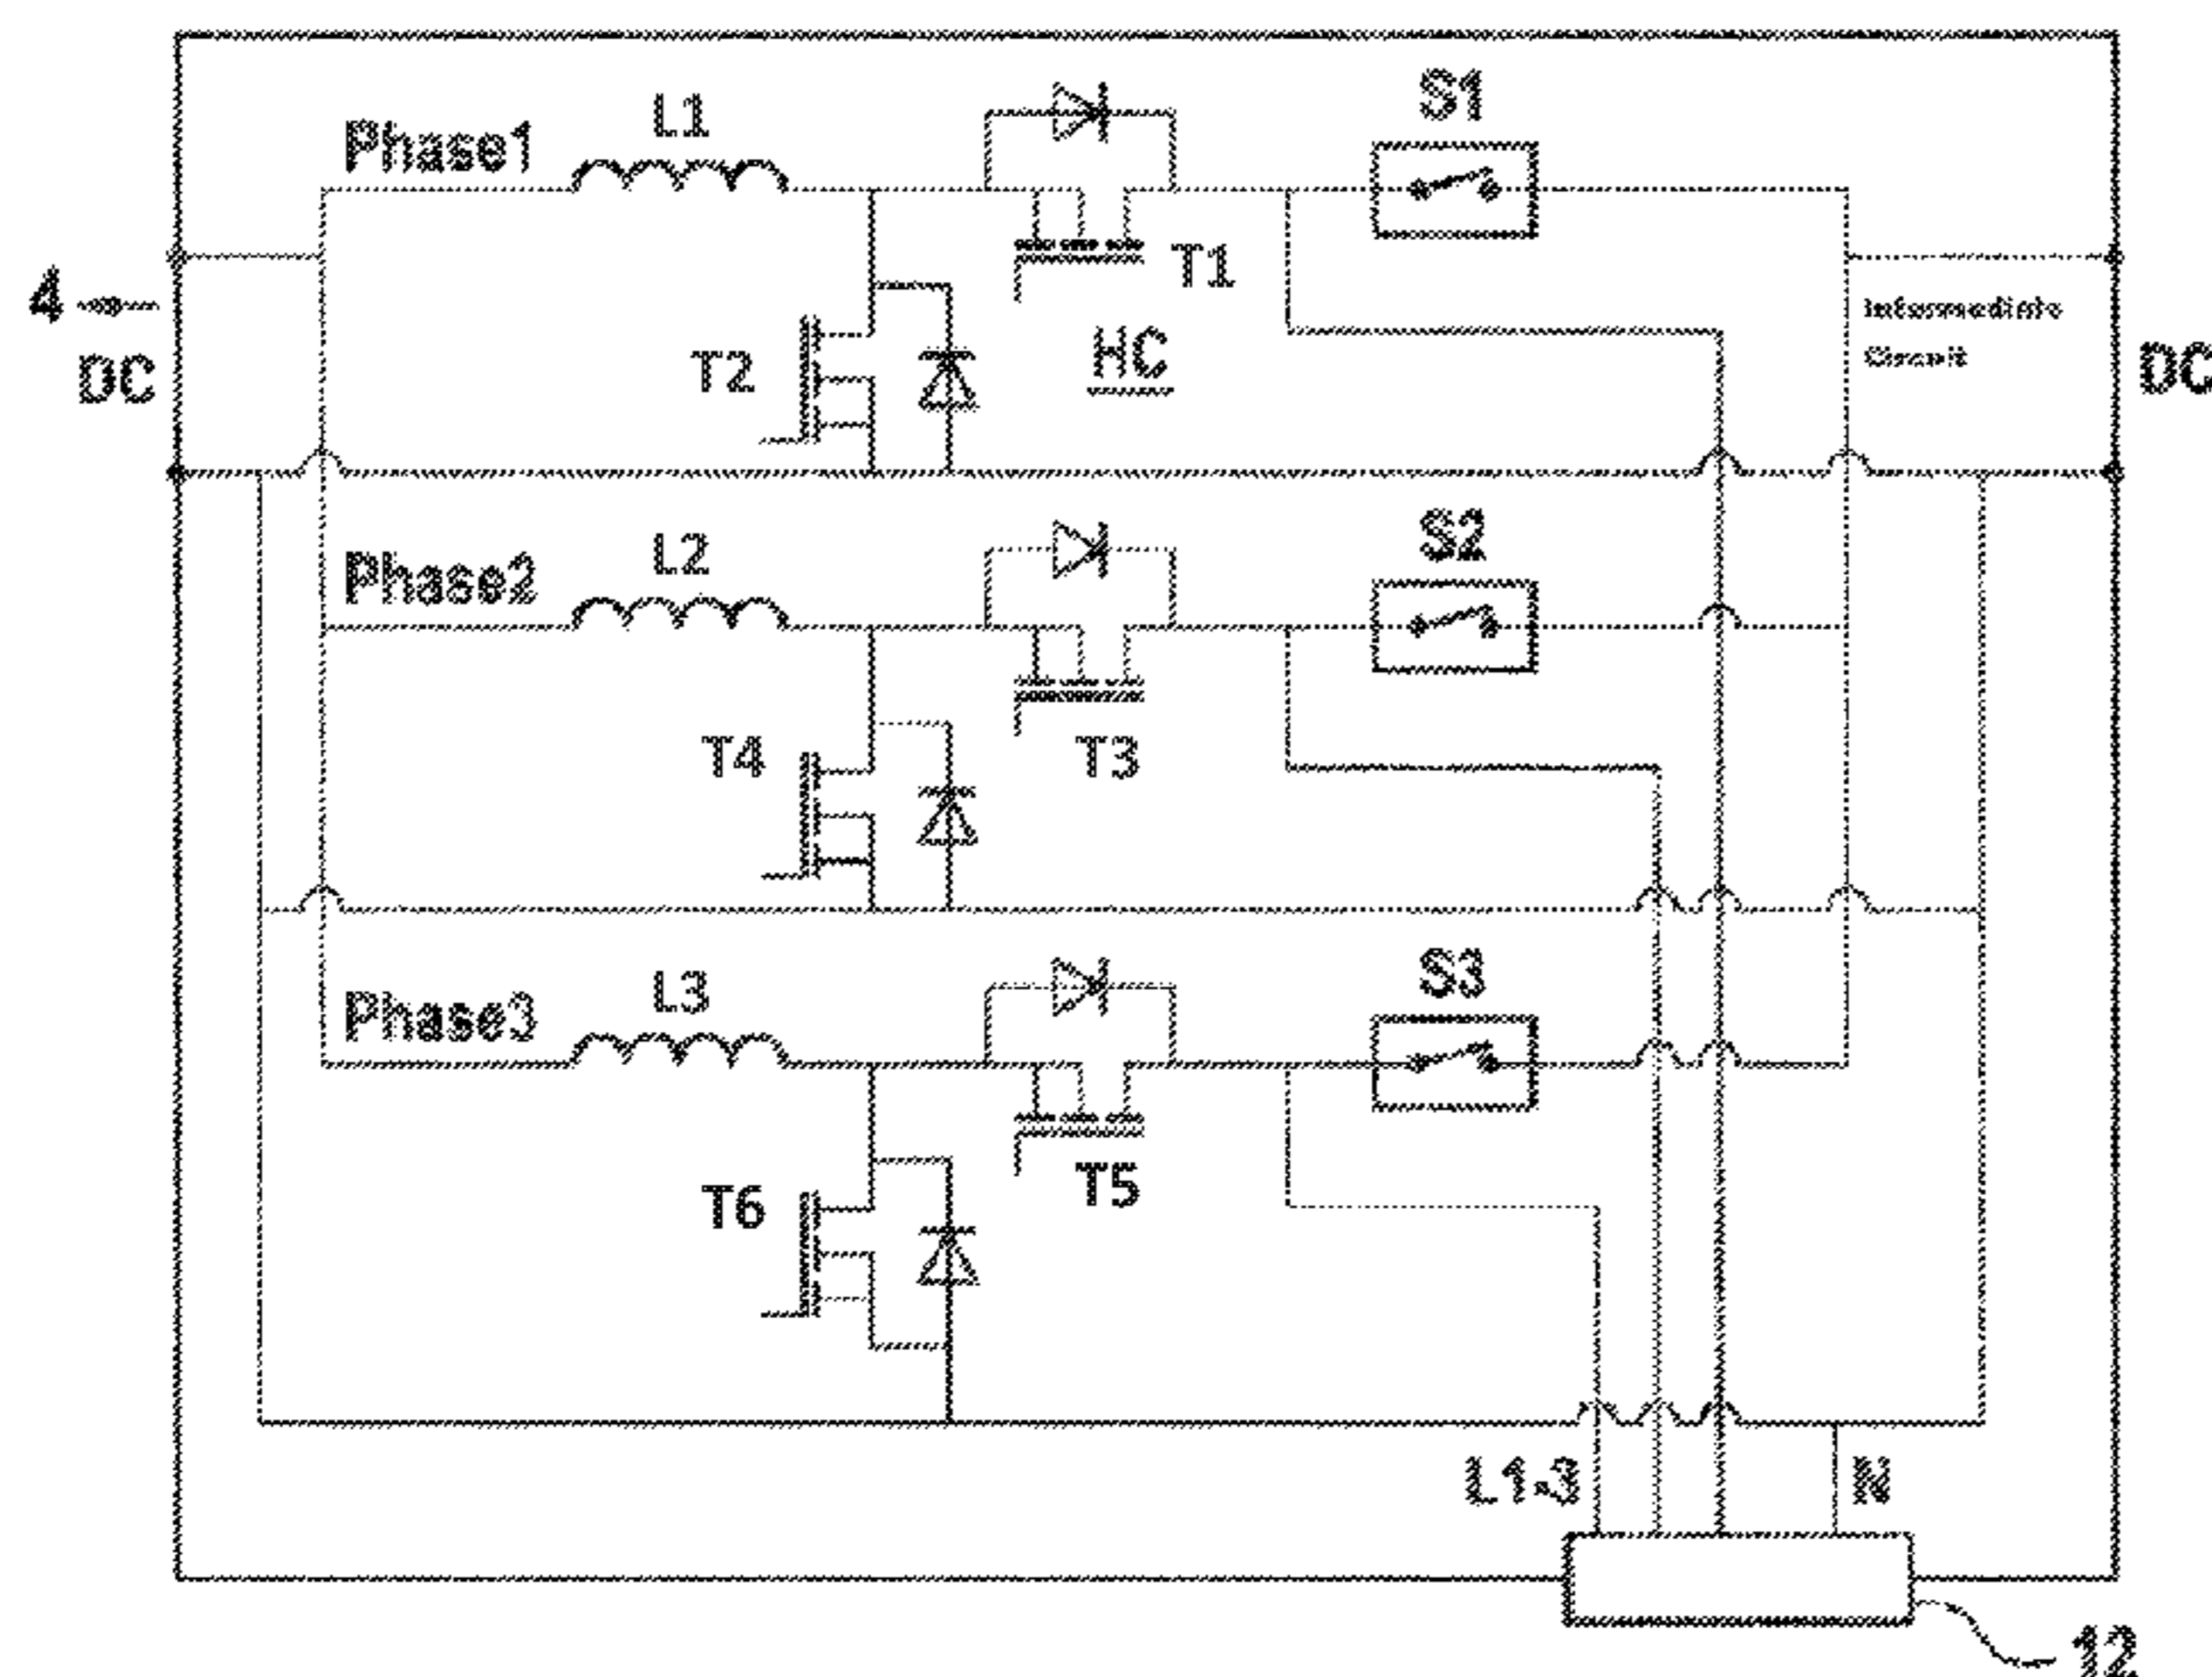 Phase1
L1
S1
T1
4
DC
T2
HC
Intermediate
Circuit
DC
Phase2
L2
S2
T4
T3
Phase3
L3
S3
T6
T5
L1-3
N
12